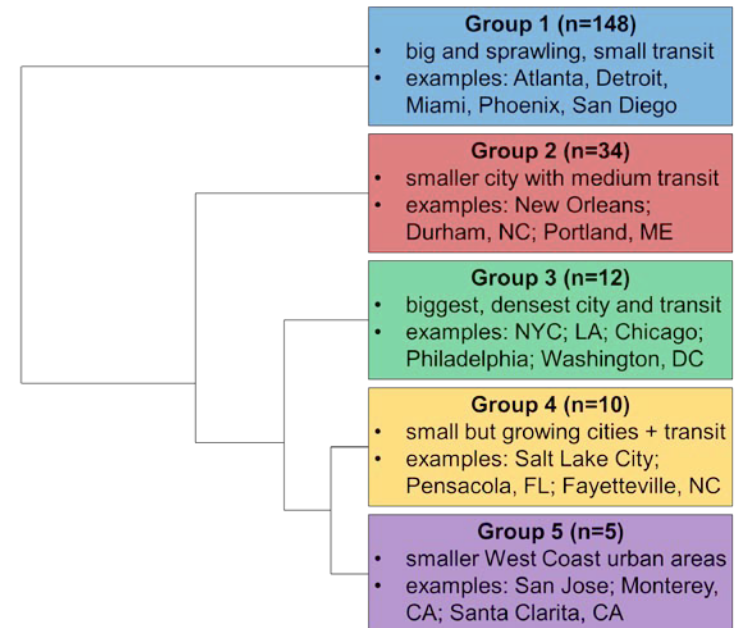 Group 1 (n=148)
• big and sprawling, small transit
• examples: Atlanta, Detroit,
Miami, Phoenix, San Diego
Group 2 (n=34)
• smaller city with medium transit
• examples: New Orleans;
Durham, NC; Portland, ME
Group 3 (n=12)
• biggest, densest city and transit
• examples: NYC; LA; Chicago;
Philadelphia; Washington, DC
Group 4 (n=10)
• small but growing cities + transit
• examples: Salt Lake City;
Pensacola, FL; Fayetteville, NC
Group 5 (n=5)
• smaller West Coast urban areas
• examples: San Jose; Monterey,
CA; Santa Clarita, CA